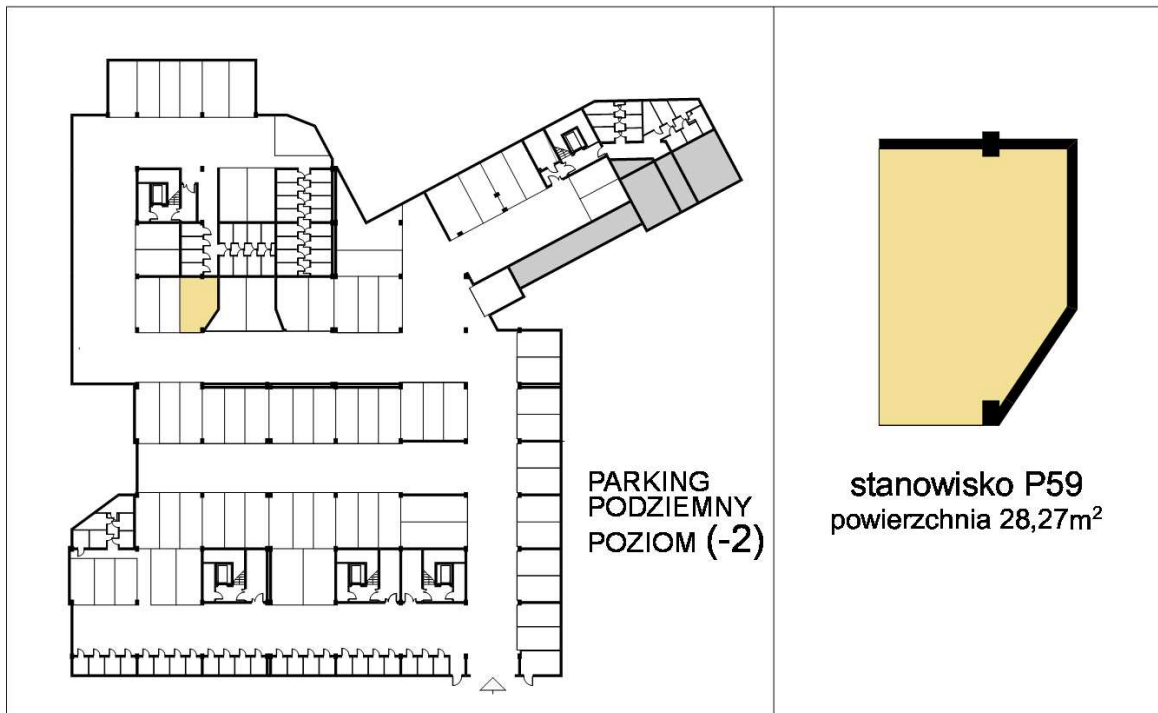 PARKING
PODZIEMNY
POZIOM (-2)
stanowisko P59
powierzchnia 28,27m²